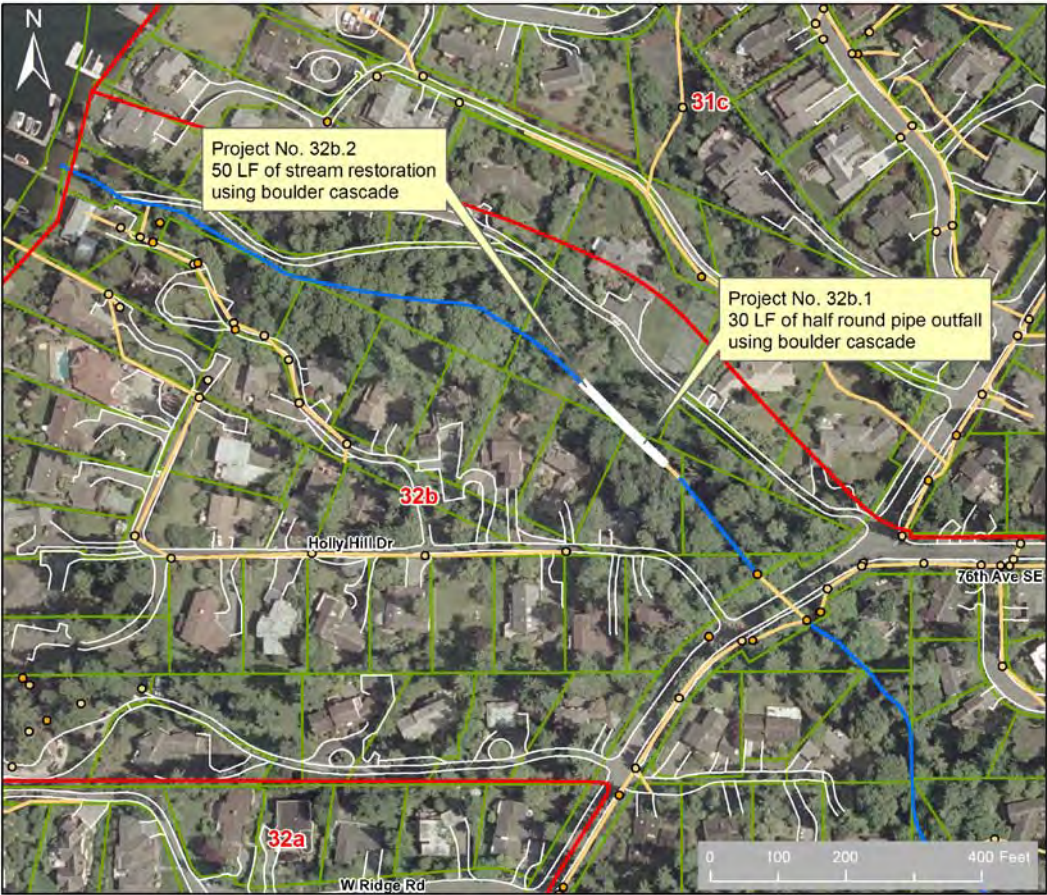 N
31c
Project No. 32b.2
50 LF of stream restoration
using boulder cascade
Project No. 32b.1
30 LF of half round pipe outfall
using boulder cascade
32b
Holly Hill Dr
76th Ave SE
32a
W Ridge Rd
0 100 200 400 Feet